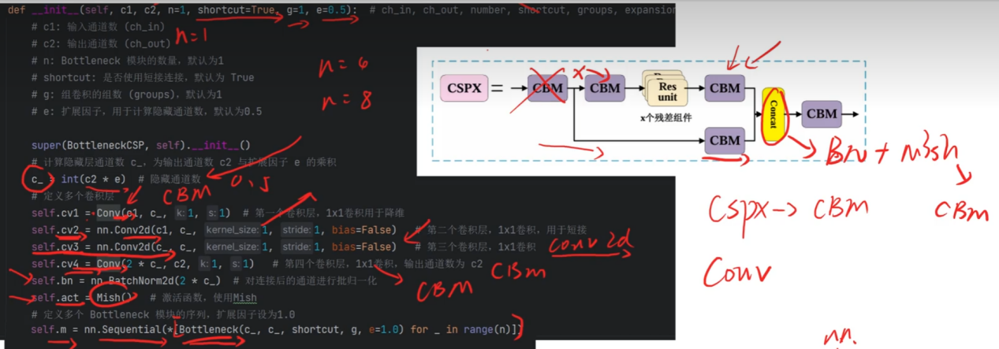 def __init__(self, c1, c2, n=1, shortcut=True, g=1, e=0.5):  # ch_in, ch_out, number, shortcut, groups, expansion
# c1: 输入通道数 (ch_in)
# c2: 输出通道数 (ch_out)
n=1
# n: Bottleneck 模块的数量，默认为1
n=6
# shortcut: 是否使用短接连接，默认为 True
# g: 组卷积的组数 (groups)，默认为1
n=8
# e: 扩展因子，用于计算隐藏通道数，默认为0.5
super(BottleneckCSP, self).__init__()
# 计算隐藏层通道数 c_，为输出通道数 c2 与扩展因子 e 的乘积
c_ = int(c2 * e)  # 隐藏通道数
0.5
CBM
# 定义多个卷积层
self.cv1 = Conv(c1, c_, k:1, s:1)  # 第一个卷积层，1x1卷积用于降维
self.cv2 = nn.Conv2d(c1, c_, kernel_size:1, stride:1, bias=False)  # 第二个卷积层，1x1卷积，用于短接
self.cv3 = nn.Conv2d(c_, c_, kernel_size:1, stride:1, bias=False)  # 第三个卷积层，1x1卷积
Conv2d
self.cv4 = Conv(2 * c_, c2, k:1, s:1)  # 第四个卷积层，1x1卷积，输出通道数为 c2
CBM
self.bn = nn.BatchNorm2d(2 * c_)  # 对连接后的通道进行批归一化
CBM
self.act = Mish()  # 激活函数，使用Mish
# 定义多个 Bottleneck 模块的序列，扩展因子设为1.0
self.m = nn.Sequential(*[Bottleneck(c_, c_, shortcut, g, e=1.0) for _ in range(n)])
CSPX
=
CBM
x
CBM
Res
unit
x个残差组件
CBM
CBM
Concat
CBM
BN + Mish
CBM
Cspx-> CBM
Conv
nn.